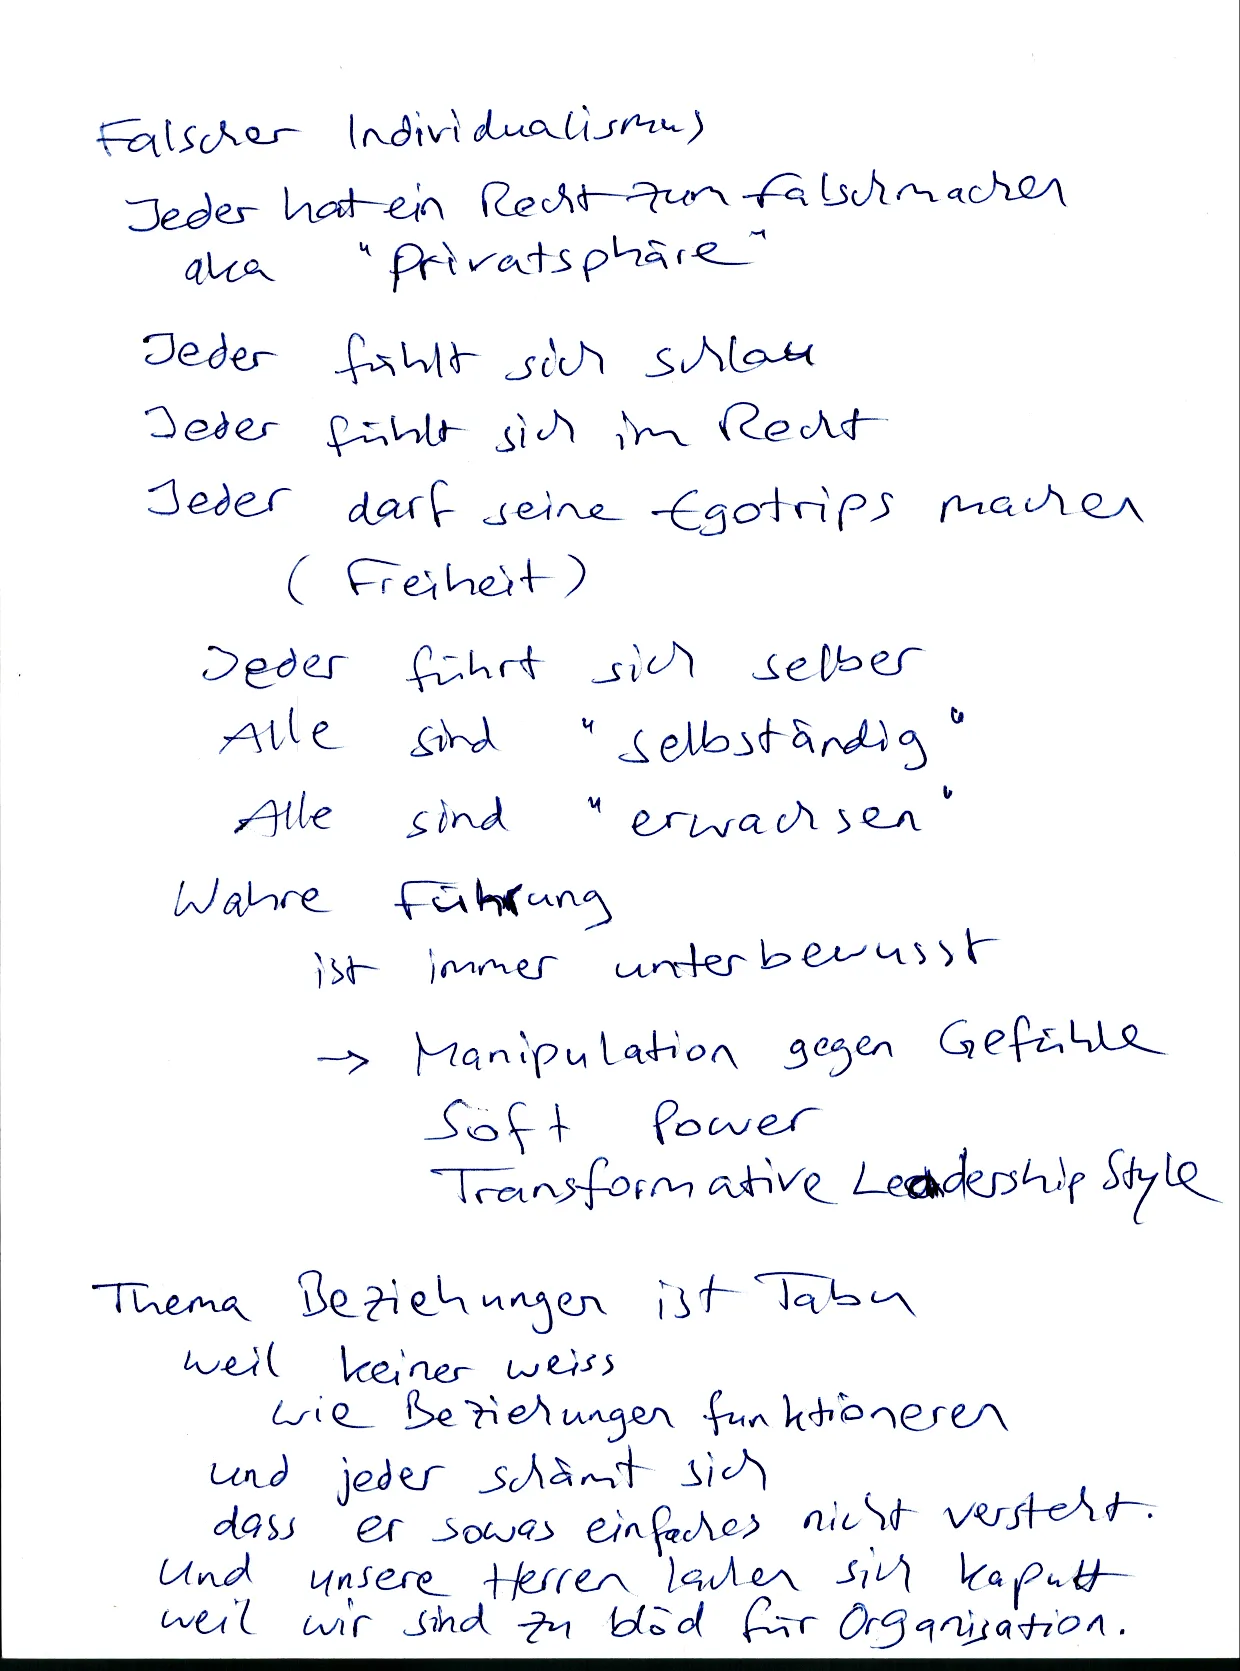 Falscher Individualismus
Jeder hat ein Recht zum falschmachen
aka "Privatsphäre"
Jeder fühlt sich schlau
Jeder fühlt sich im Recht
Jeder darf seine Egotrips machen
(Freiheit)
Jeder führt sich selber
Alle sind "selbständig"
Alle sind "erwachsen"
Wahre Führung
ist immer unterbewusst
→ Manipulation gegen Gefühle
Soft Power
Transformative Leadership Style
Thema Beziehungen ist Tabu
weil keiner weiss
wie Beziehungen funktioneren
und jeder schämt sich
dass er sowas einfaches nicht versteht.
Und unsere Herren lachen sich kaputt
weil wir sind zu blöd für Organisation.